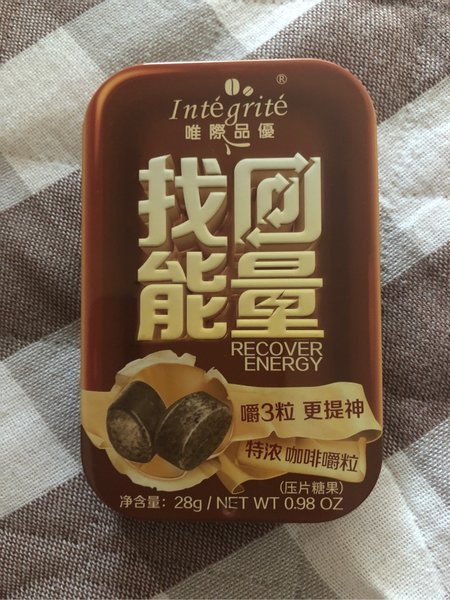 ®
Intégrité
唯際品優
找回
能量
RECOVER
ENERGY
嚼3粒 更提神
特浓咖啡嚼粒
(压片糖果)
净含量: 28g / NET WT 0.98 OZ